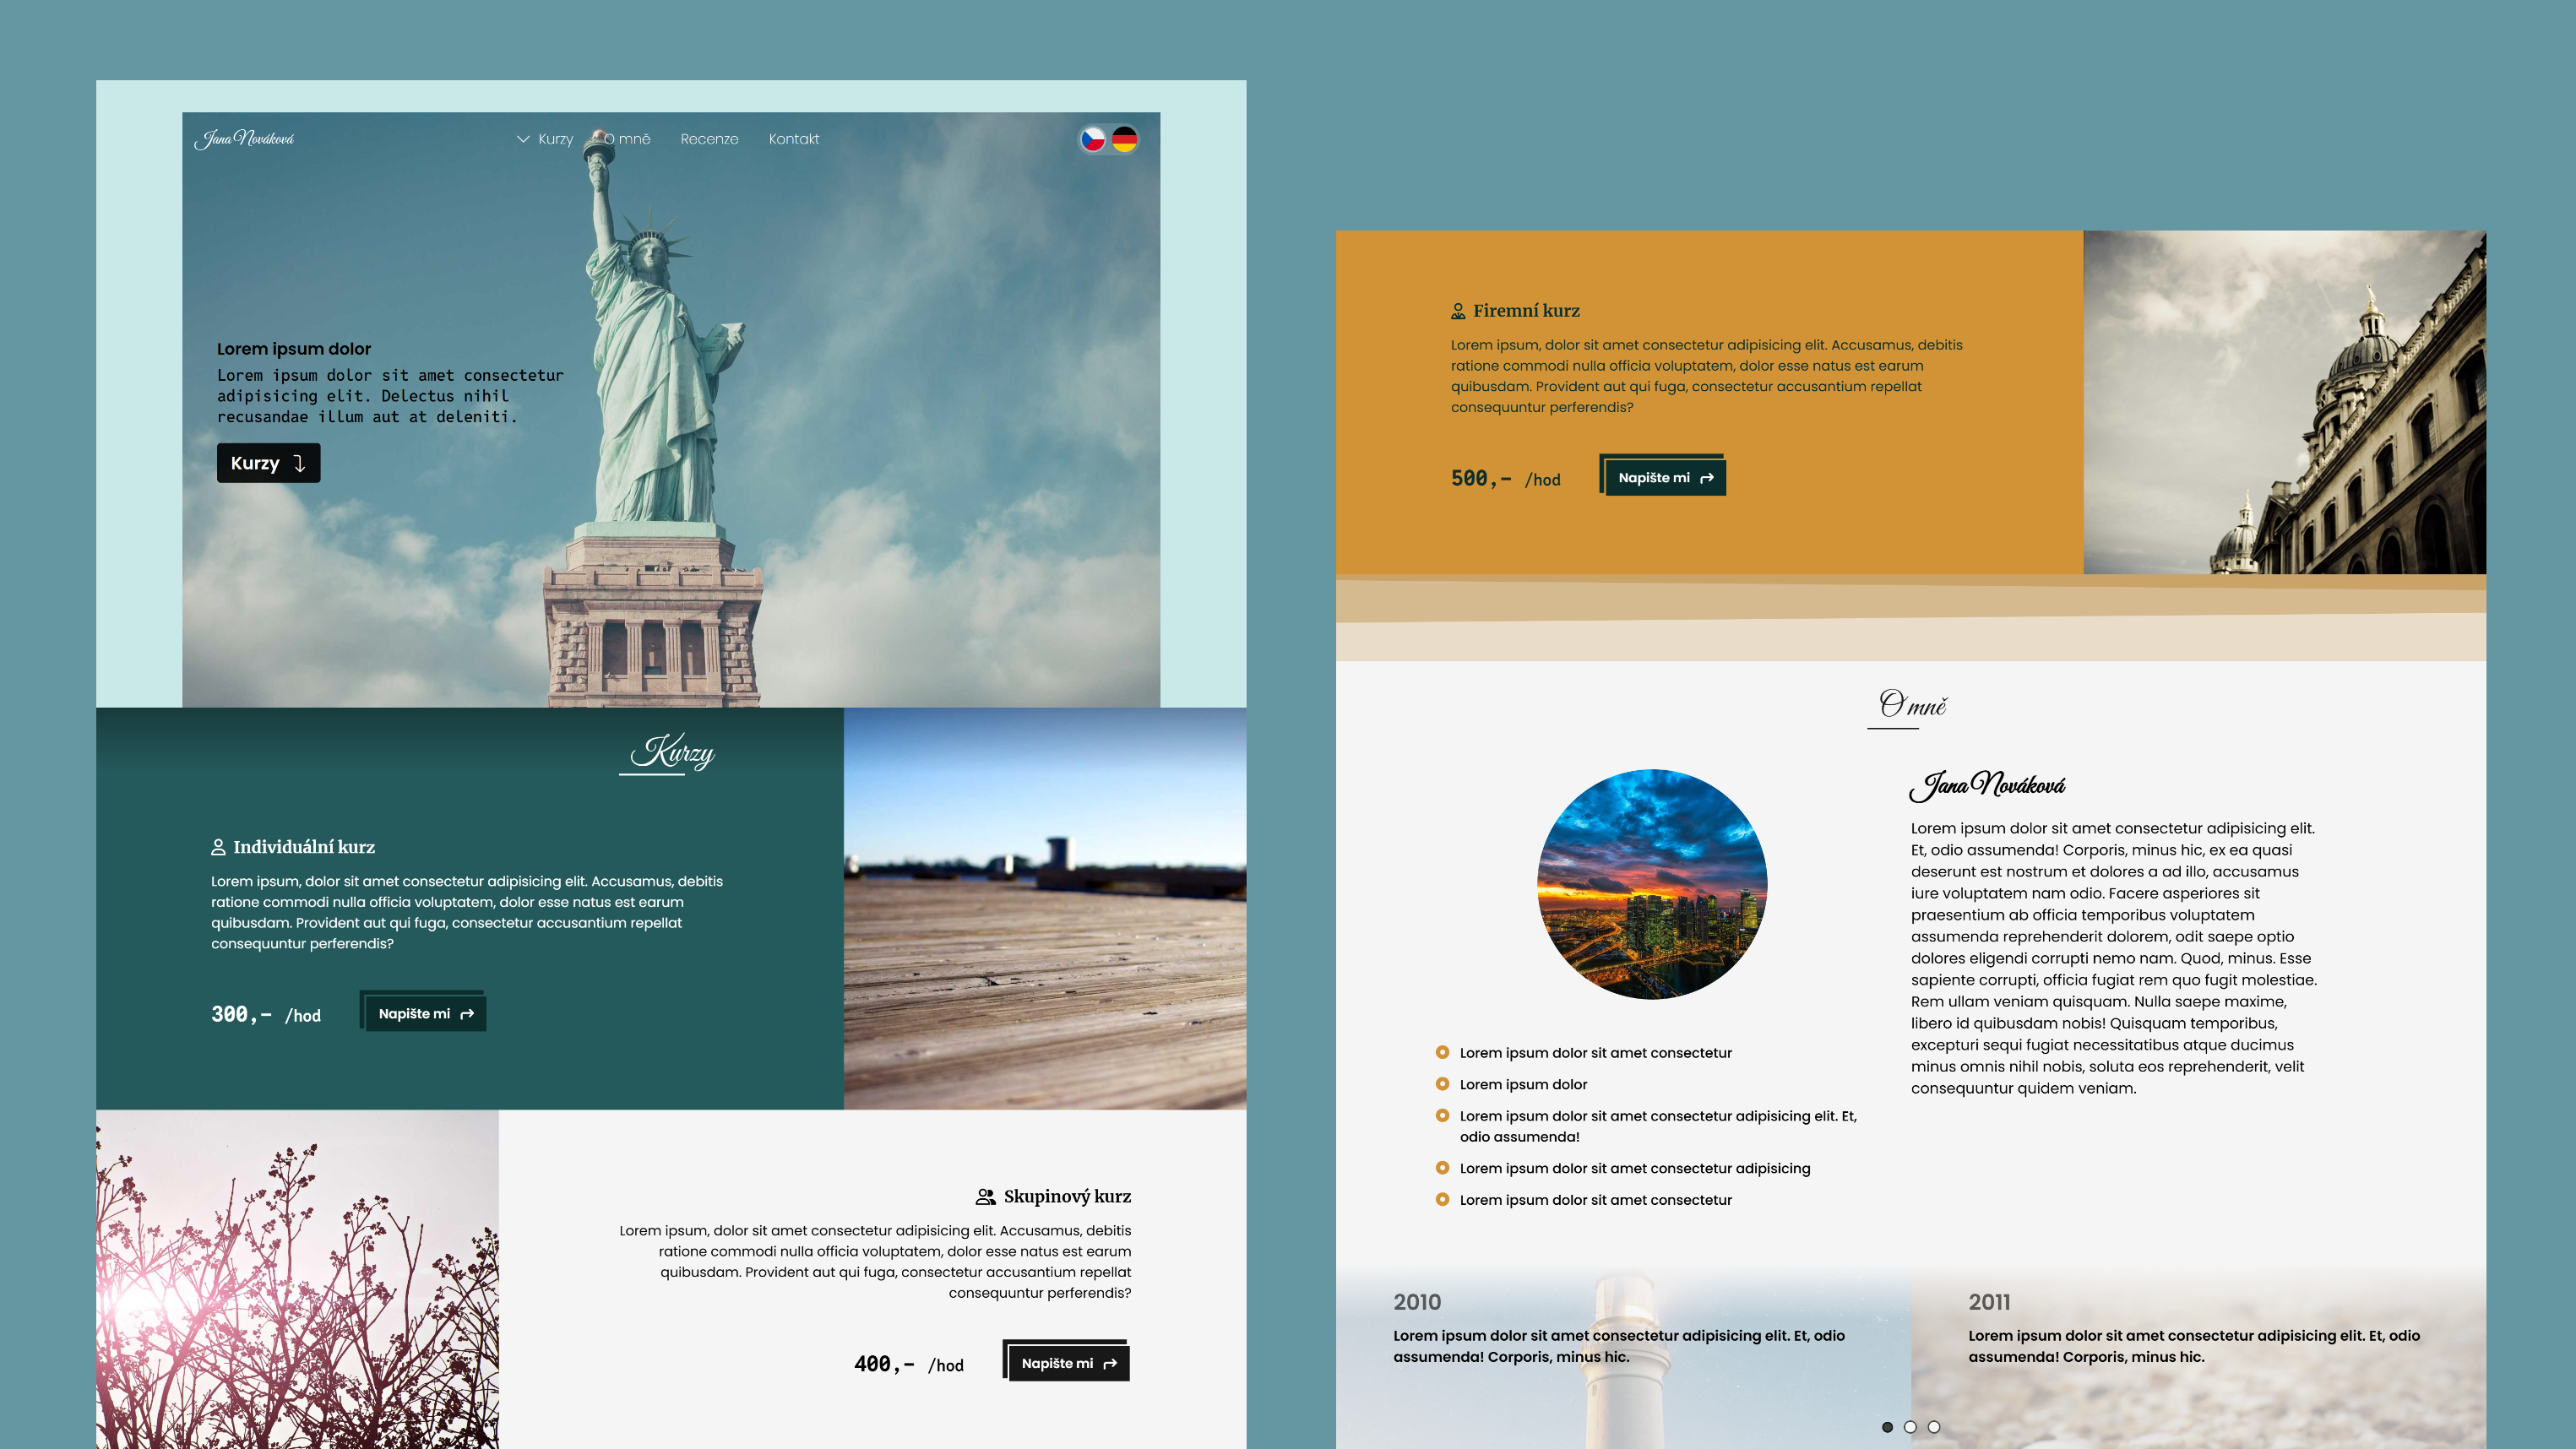 Jana Nováková
Kurzy
O mně
Recenze
Kontakt
Lorem ipsum dolor
Lorem ipsum dolor sit amet consectetur
adipisicing elit. Delectus nihil
recusandae illum aut at deleniti.
Kurzy
Kurzy
Individuální kurz
Lorem ipsum, dolor sit amet consectetur adipisicing elit. Accusamus, debitis
ratione commodi nulla officia voluptatem, dolor esse natus est earum
quibusdam. Provident aut qui fuga, consectetur accusantium repellat
consequuntur perferendis?
300,- /hod
Napište mi
Skupinový kurz
Lorem ipsum, dolor sit amet consectetur adipisicing elit. Accusamus, debitis
ratione commodi nulla officia voluptatem, dolor esse natus est earum
quibusdam. Provident aut qui fuga, consectetur accusantium repellat
consequuntur perferendis?
400,- /hod
Napište mi
Firemní kurz
Lorem ipsum, dolor sit amet consectetur adipisicing elit. Accusamus, debitis
ratione commodi nulla officia voluptatem, dolor esse natus est earum
quibusdam. Provident aut qui fuga, consectetur accusantium repellat
consequuntur perferendis?
500,- /hod
Napište mi
O mně
Jana Nováková
Lorem ipsum dolor sit amet consectetur adipisicing elit.
Et, odio assumenda! Corporis, minus hic, ex ea quasi
deserunt est nostrum et dolores a ad illo, accusamus
iure voluptatem nam odio. Facere asperiores sit
praesentium ab officia temporibus voluptatem
assumenda reprehenderit dolorem, odit saepe optio
dolores eligendi corrupti nemo nam. Quod, minus. Esse
sapiente corrupti, officia fugiat rem quo fugit molestiae.
Rem ullam veniam quisquam. Nulla saepe maxime,
libero id quibusdam nobis! Quisquam temporibus,
excepturi sequi fugiat necessitatibus atque ducimus
minus omnis nihil nobis, soluta eos reprehenderit, velit
consequuntur quidem veniam.
Lorem ipsum dolor sit amet consectetur
Lorem ipsum dolor
Lorem ipsum dolor sit amet consectetur adipisicing elit. Et,
odio assumenda!
Lorem ipsum dolor sit amet consectetur adipisicing
Lorem ipsum dolor sit amet consectetur
2010
Lorem ipsum dolor sit amet consectetur adipisicing elit. Et, odio
assumenda! Corporis, minus hic.
2011
Lorem ipsum dolor sit amet consectetur adipisicing elit. Et, odio
assumenda! Corporis, minus hic.